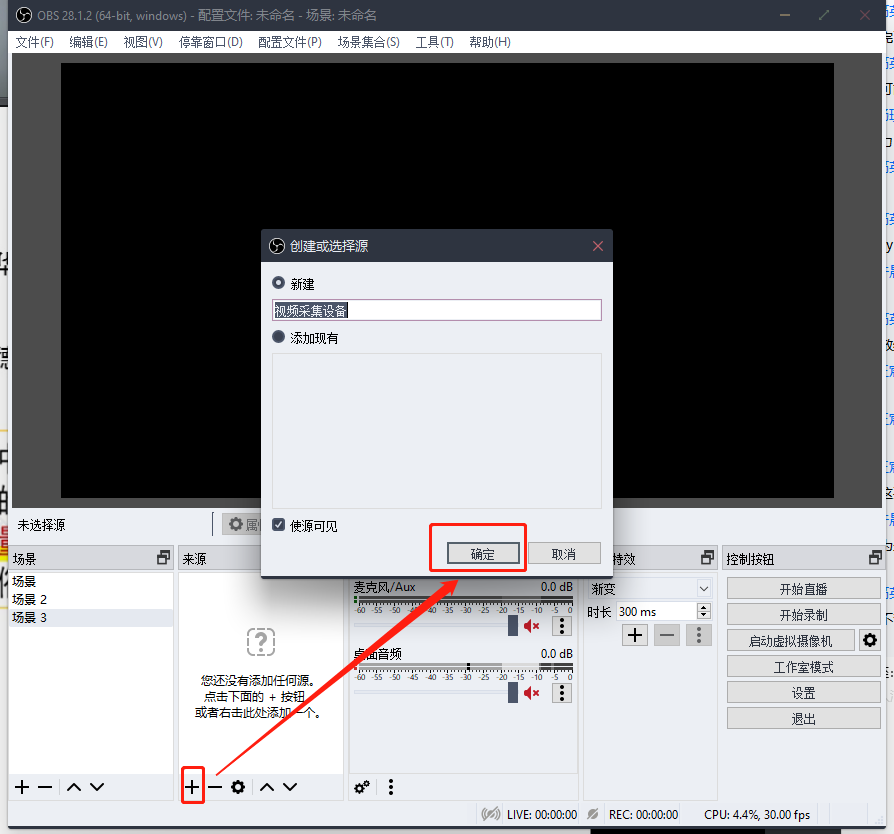 OBS 28.1.2 (64-bit, windows) - 配置文件: 未命名 - 场景: 未命名
文件(F) 编辑(E) 视图(V) 停靠窗口(D) 配置文件(P) 场景集合(S) 工具(T) 帮助(H)
创建或选择源
新建
视频采集设备
添加现有
使源可见
确定 取消
未选择源
场景
场景
场景 2
场景 3
来源
您还没有添加任何源。
点击下面的 + 按钮,
或者右击此处添加一个。
麦克风/Aux 0.0 dB
-60 -55 -50 -45 -40 -35 -30 -25 -20 -15 -10 -5 0
桌面音频 0.0 dB
-60 -55 -50 -45 -40 -35 -30 -25 -20 -15 -10 -5 0
特效
渐变
时长 300 ms
控制按钮
开始直播
开始录制
启动虚拟摄像机
工作室模式
设置
退出
LIVE: 00:00:00 REC: 00:00:00 CPU: 4.4%, 30.00 fps